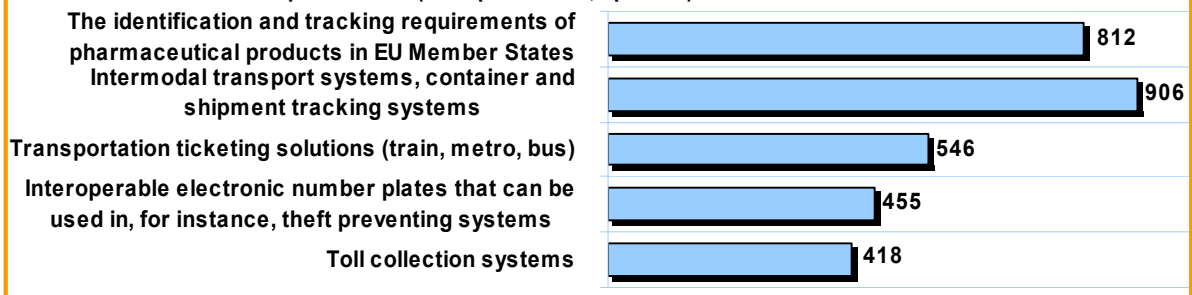 The identification and tracking requirements of
pharmaceutical products in EU Member States
812
Intermodal transport systems, container and
shipment tracking systems
906
Transportation ticketing solutions (train, metro, bus)
546
Interoperable electronic number plates that can be
used in, for instance, theft preventing systems
455
Toll collection systems
418